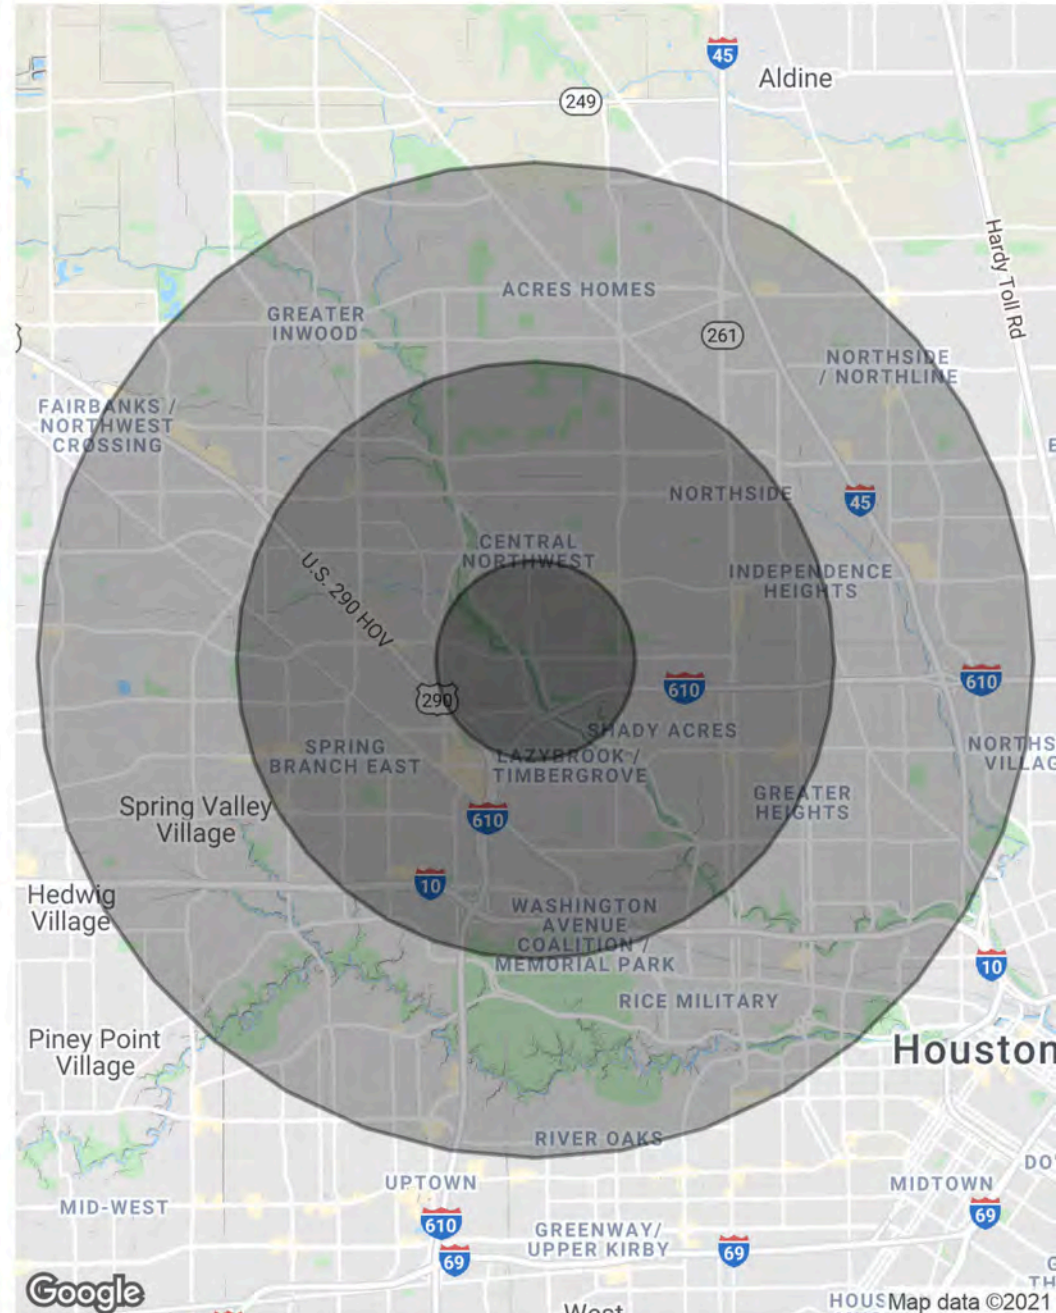 45
Aldine
249
Hardy Toll Rd
ACRES HOMES
GREATER
INWOOD
261
NORTHSIDE
/ NORTHLINE
FAIRBANKS /
NORTHWEST
CROSSING
NORTHSIDE
45
CENTRAL
NORTHWEST
U.S. 290 HOV
INDEPENDENCE
HEIGHTS
290
610
610
SHADY ACRES
SPRING
BRANCH EAST
LAZYBROOK /
TIMBERGROVE
NORTHS
VILLAG
Spring Valley
Village
GREATER
HEIGHTS
610
10
Hedwig
Village
WASHINGTON
AVENUE
COALITION /
MEMORIAL PARK
10
RICE MILITARY
Piney Point
Village
Houston
RIVER OAKS
UPTOWN
MID-WEST
MIDTOWN
DO
610
69
GREENWAY/
UPPER KIRBY
69
69
Google
HOUS
Map data ©2021